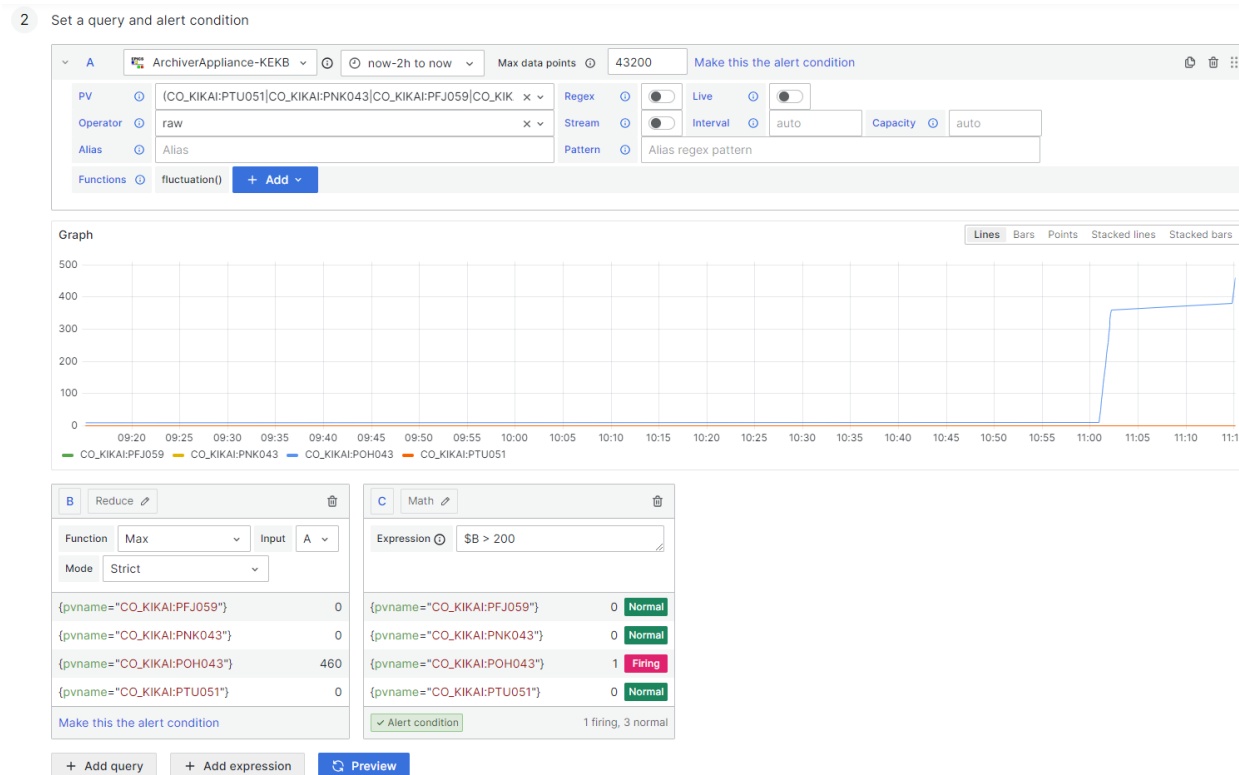 2 Set a query and alert condition
A ArchiverAppliance-KEKB now-2h to now Max data points 43200 Make this the alert condition
PV (CO_KIKAI:PTU051|CO_KIKAI:PNK043|CO_KIKAI:PFJ059|CO_KIK Regex Live
Operator raw Stream Interval auto Capacity auto
Alias Alias Pattern Alias regex pattern
Functions fluctuation() + Add
Graph Lines Bars Points Stacked lines Stacked bars
500
400
300
200
100
0
09:20 09:25 09:30 09:35 09:40 09:45 09:50 09:55 10:00 10:05 10:10 10:15 10:20 10:25 10:30 10:35 10:40 10:45 10:50 10:55 11:00 11:05 11:10 11:1
CO_KIKAI:PFJ059 CO_KIKAI:PNK043 CO_KIKAI:POH043 CO_KIKAI:PTU051
B Reduce
Function Max Input A
Mode Strict
{pvname="CO_KIKAI:PFJ059"} 0
{pvname="CO_KIKAI:PNK043"} 0
{pvname="CO_KIKAI:POH043"} 460
{pvname="CO_KIKAI:PTU051"} 0
Make this the alert condition
C Math
Expression $B > 200
{pvname="CO_KIKAI:PFJ059"} 0 Normal
{pvname="CO_KIKAI:PNK043"} 0 Normal
{pvname="CO_KIKAI:POH043"} 1 Firing
{pvname="CO_KIKAI:PTU051"} 0 Normal
Alert condition 1 firing, 3 normal
+ Add query + Add expression Preview